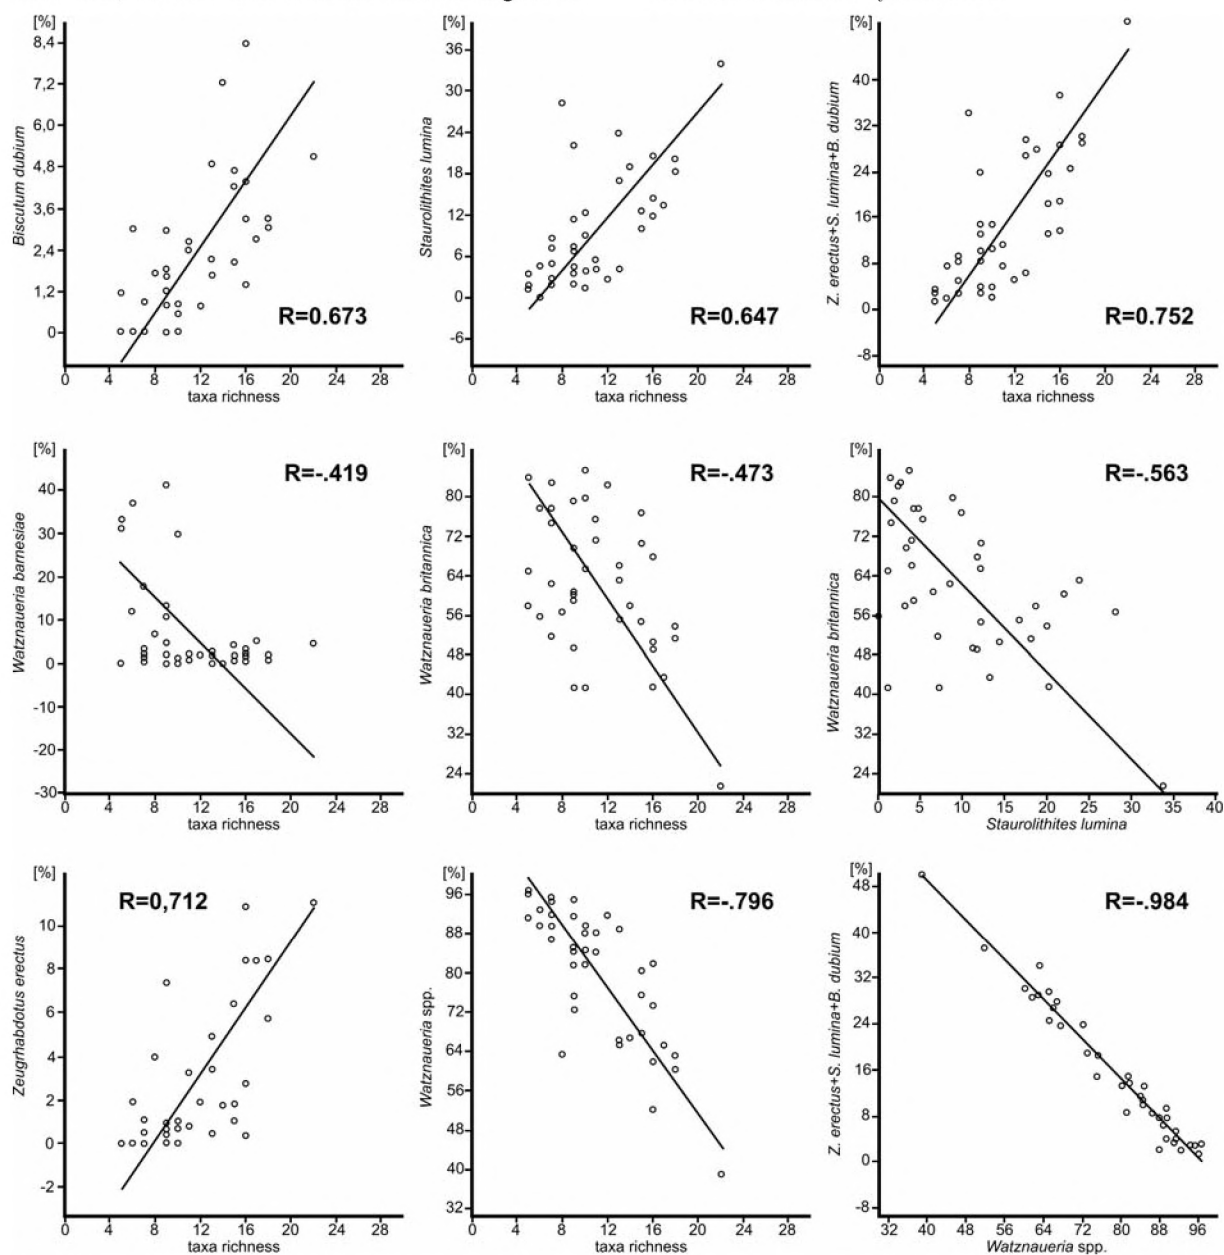 [%]
8,4
7,2
6,0
4,8
3,6
2,4
1,2
0
Biscutum dubium
R=0.673
0 4 8 12 16 20 24 28
taxa richness
[%]
36
30
24
18
12
6
0
-6
Staurolithites lumina
R=0.647
0 4 8 12 16 20 24 28
taxa richness
[%]
40
32
24
16
8
0
-8
Z. erectus+S. lumina+B. dubium
R=0.752
0 4 8 12 16 20 24 28
taxa richness
[%]
40
30
20
10
0
-10
-20
-30
Watznaueria barnesiae
R=-.419
0 4 8 12 16 20 24 28
taxa richness
[%]
80
72
64
56
48
40
32
24
Watznaueria britannica
R=-.473
0 4 8 12 16 20 24 28
taxa richness
[%]
80
72
64
56
48
40
32
24
Watznaueria britannica
R=-.563
0 5 10 15 20 25 30 35 40
Staurolithites lumina
[%]
10
8
6
4
2
0
-2
Zeugrhabdotus erectus
R=0,712
0 4 8 12 16 20 24 28
taxa richness
[%]
96
88
80
72
64
56
48
40
32
Watznaueria spp.
R=-.796
0 4 8 12 16 20 24 28
taxa richness
[%]
48
40
32
24
16
8
0
-8
Z. erectus+S. lumina+B. dubium
R=-.984
32 40 48 56 64 72 80 88 96
Watznaueria spp.